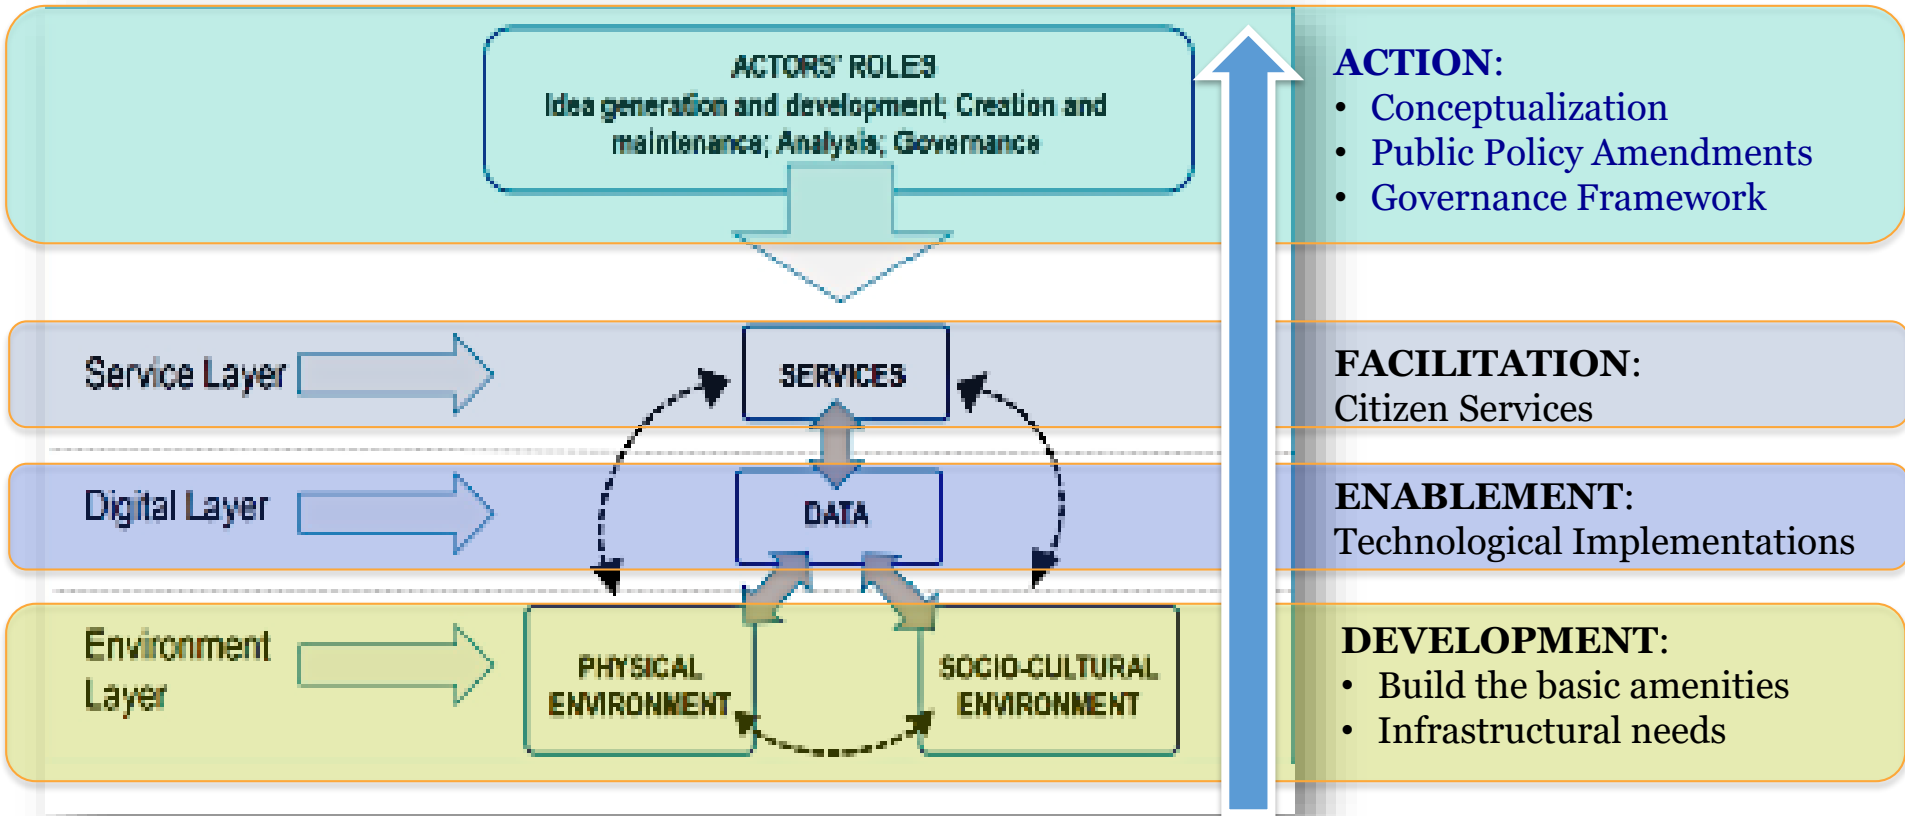 ACTORS' ROLES
Idea generation and development; Creation and
maintenance; Analysis; Governance
ACTION:
• Conceptualization
• Public Policy Amendments
• Governance Framework
Service Layer
SERVICES
FACILITATION:
Citizen Services
Digital Layer
DATA
ENABLEMENT:
Technological Implementations
Environment
Layer
PHYSICAL
ENVIRONMENT
SOCIO-CULTURAL
ENVIRONMENT
DEVELOPMENT:
• Build the basic amenities
• Infrastructural needs